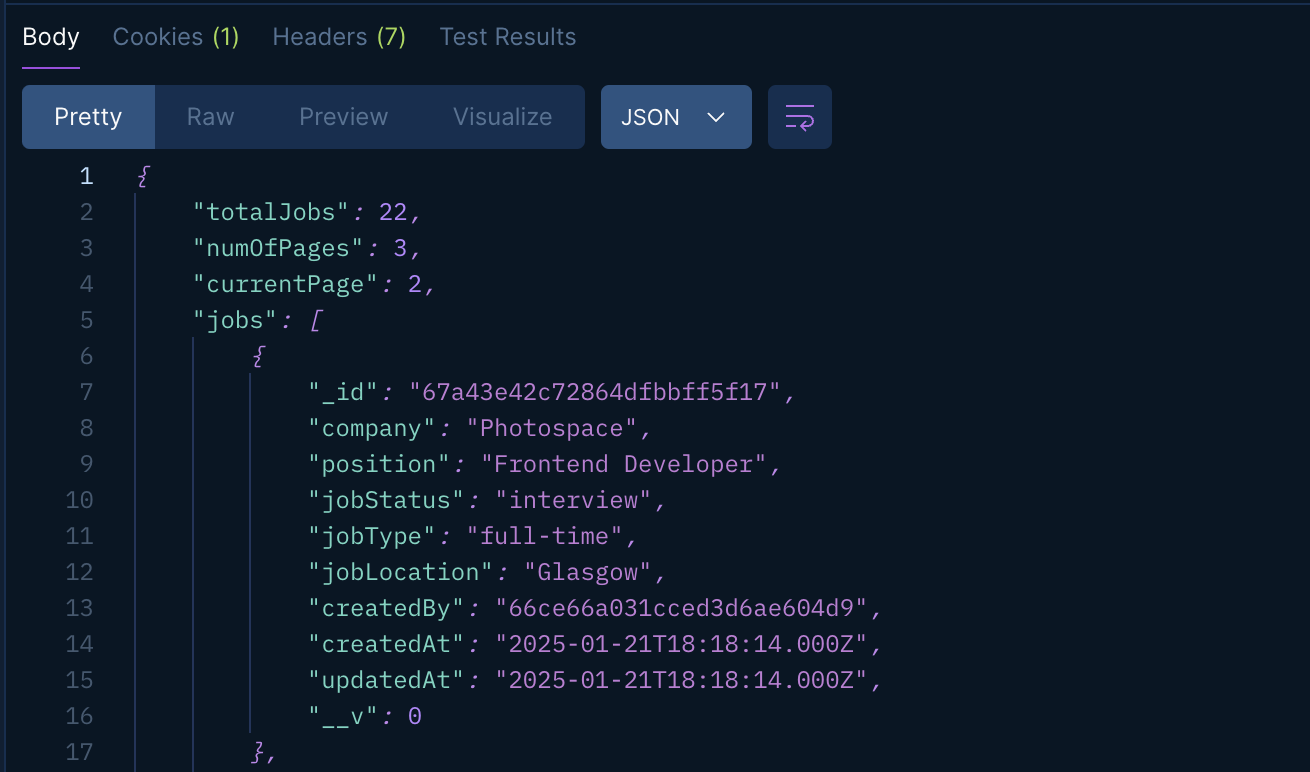 Body Cookies (1) Headers (7) Test Results
Pretty Raw Preview Visualize JSON
1 {
2 "totalJobs": 22,
3 "numOfPages": 3,
4 "currentPage": 2,
5 "jobs": [
6 {
7 "_id": "67a43e42c72864dfbbff5f17",
8 "company": "Photospace",
9 "position": "Frontend Developer",
10 "jobStatus": "interview",
11 "jobType": "full-time",
12 "jobLocation": "Glasgow",
13 "createdBy": "66ce66a031cced3d6ae604d9",
14 "createdAt": "2025-01-21T18:18:14.000Z",
15 "updatedAt": "2025-01-21T18:18:14.000Z",
16 "__v": 0
17 },